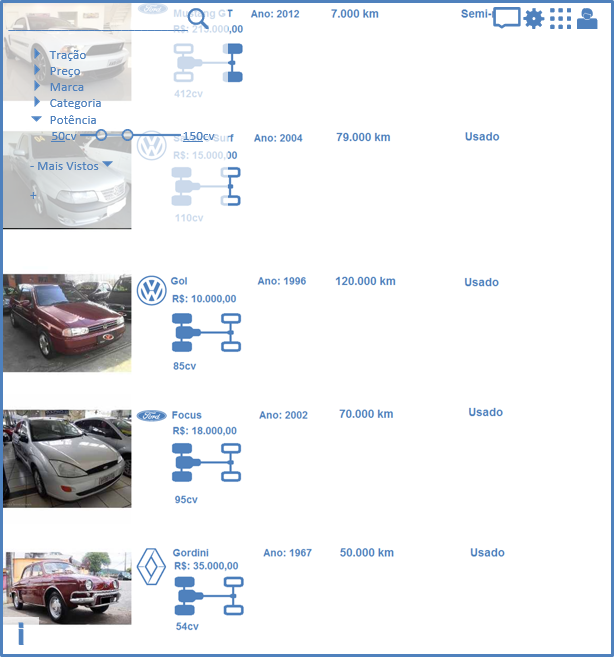 Mustang GT Ano: 2012 7.000 km Semi-
R$: 215.000,00
Tração
Preço
Marca
Categoria
412cv
Potência
50cv 150cv
Surf Ano: 2004 79.000 km Usado
R$: 15.000,00
- Mais Vistos
+
110cv
Gol Ano: 1996 120.000 km Usado
R$: 10.000,00
85cv
Ford
Focus Ano: 2002 70.000 km Usado
R$: 18.000,00
95cv
Gordini Ano: 1967 50.000 km Usado
R$: 35.000,00
54cv
i